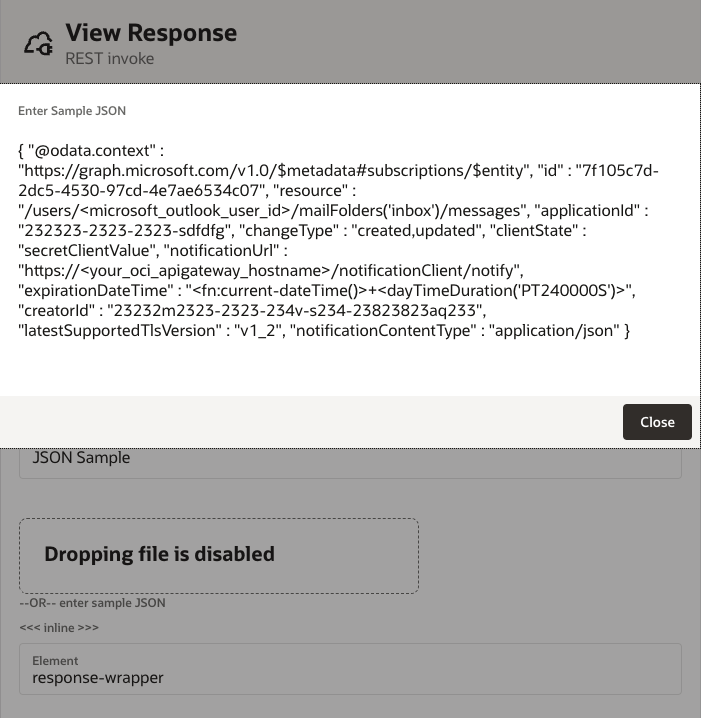 View Response
REST invoke
Enter Sample JSON
{ "@odata.context" :
"https://graph.microsoft.com/v1.0/$metadata#subscriptions/$entity", "id" : "7f105c7d-
2dc5-4530-97cd-4e7ae6534c07", "resource" :
"/users/<microsoft_outlook_user_id>/mailFolders('inbox')/messages", "applicationId" :
"232323-2323-2323-sdfdfg", "changeType" : "created,updated", "clientState" :
"secretClientValue", "notificationUrl" :
"https://<your_oci_apigateway_hostname>/notificationClient/notify",
"expirationDateTime" : "<fn:current-dateTime()>+<dayTimeDuration('PT240000S')>",
"creatorId" : "23232m2323-2323-234v-s234-23823823aq233",
"latestSupportedTlsVersion" : "v1_2", "notificationContentType" : "application/json" }
Close
JSON Sample
Dropping file is disabled
--OR-- enter sample JSON
<<< inline >>>
Element
response-wrapper